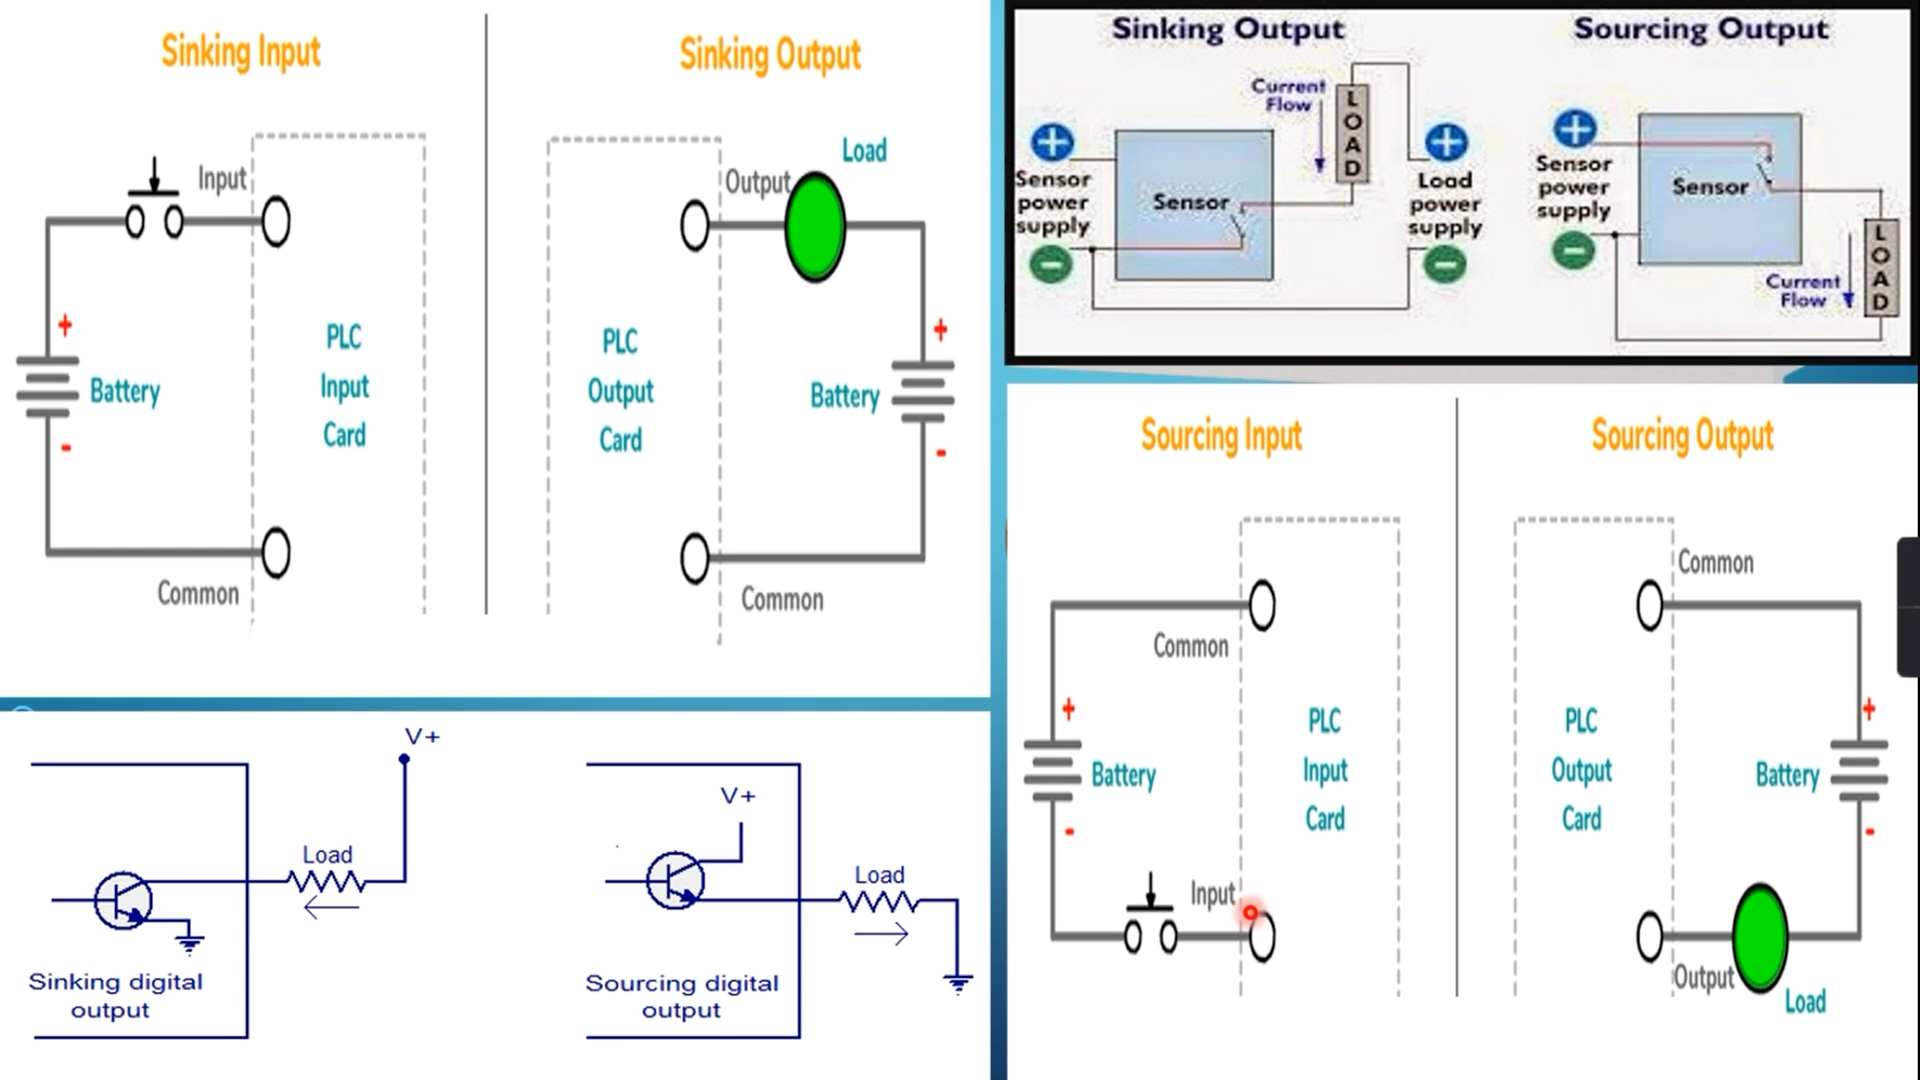 Sinking Input
Input
+
Battery
-
PLC
Input
Card
Common
Sinking Output
Load
Output
PLC
Output
Card
+
Battery
-
Common
Sinking Output
Current
Flow
LOAD
+
Sensor
power
supply
-
Sensor
+
Load
power
supply
-
Sourcing Output
+
Sensor
power
supply
-
Sensor
Current
Flow
LOAD
V+
Load
Sinking digital
output
V+
Load
Sourcing digital
output
Sourcing Input
Common
+
Battery
-
PLC
Input
Card
Input
Sourcing Output
Common
PLC
Output
Card
+
Battery
-
Output
Load